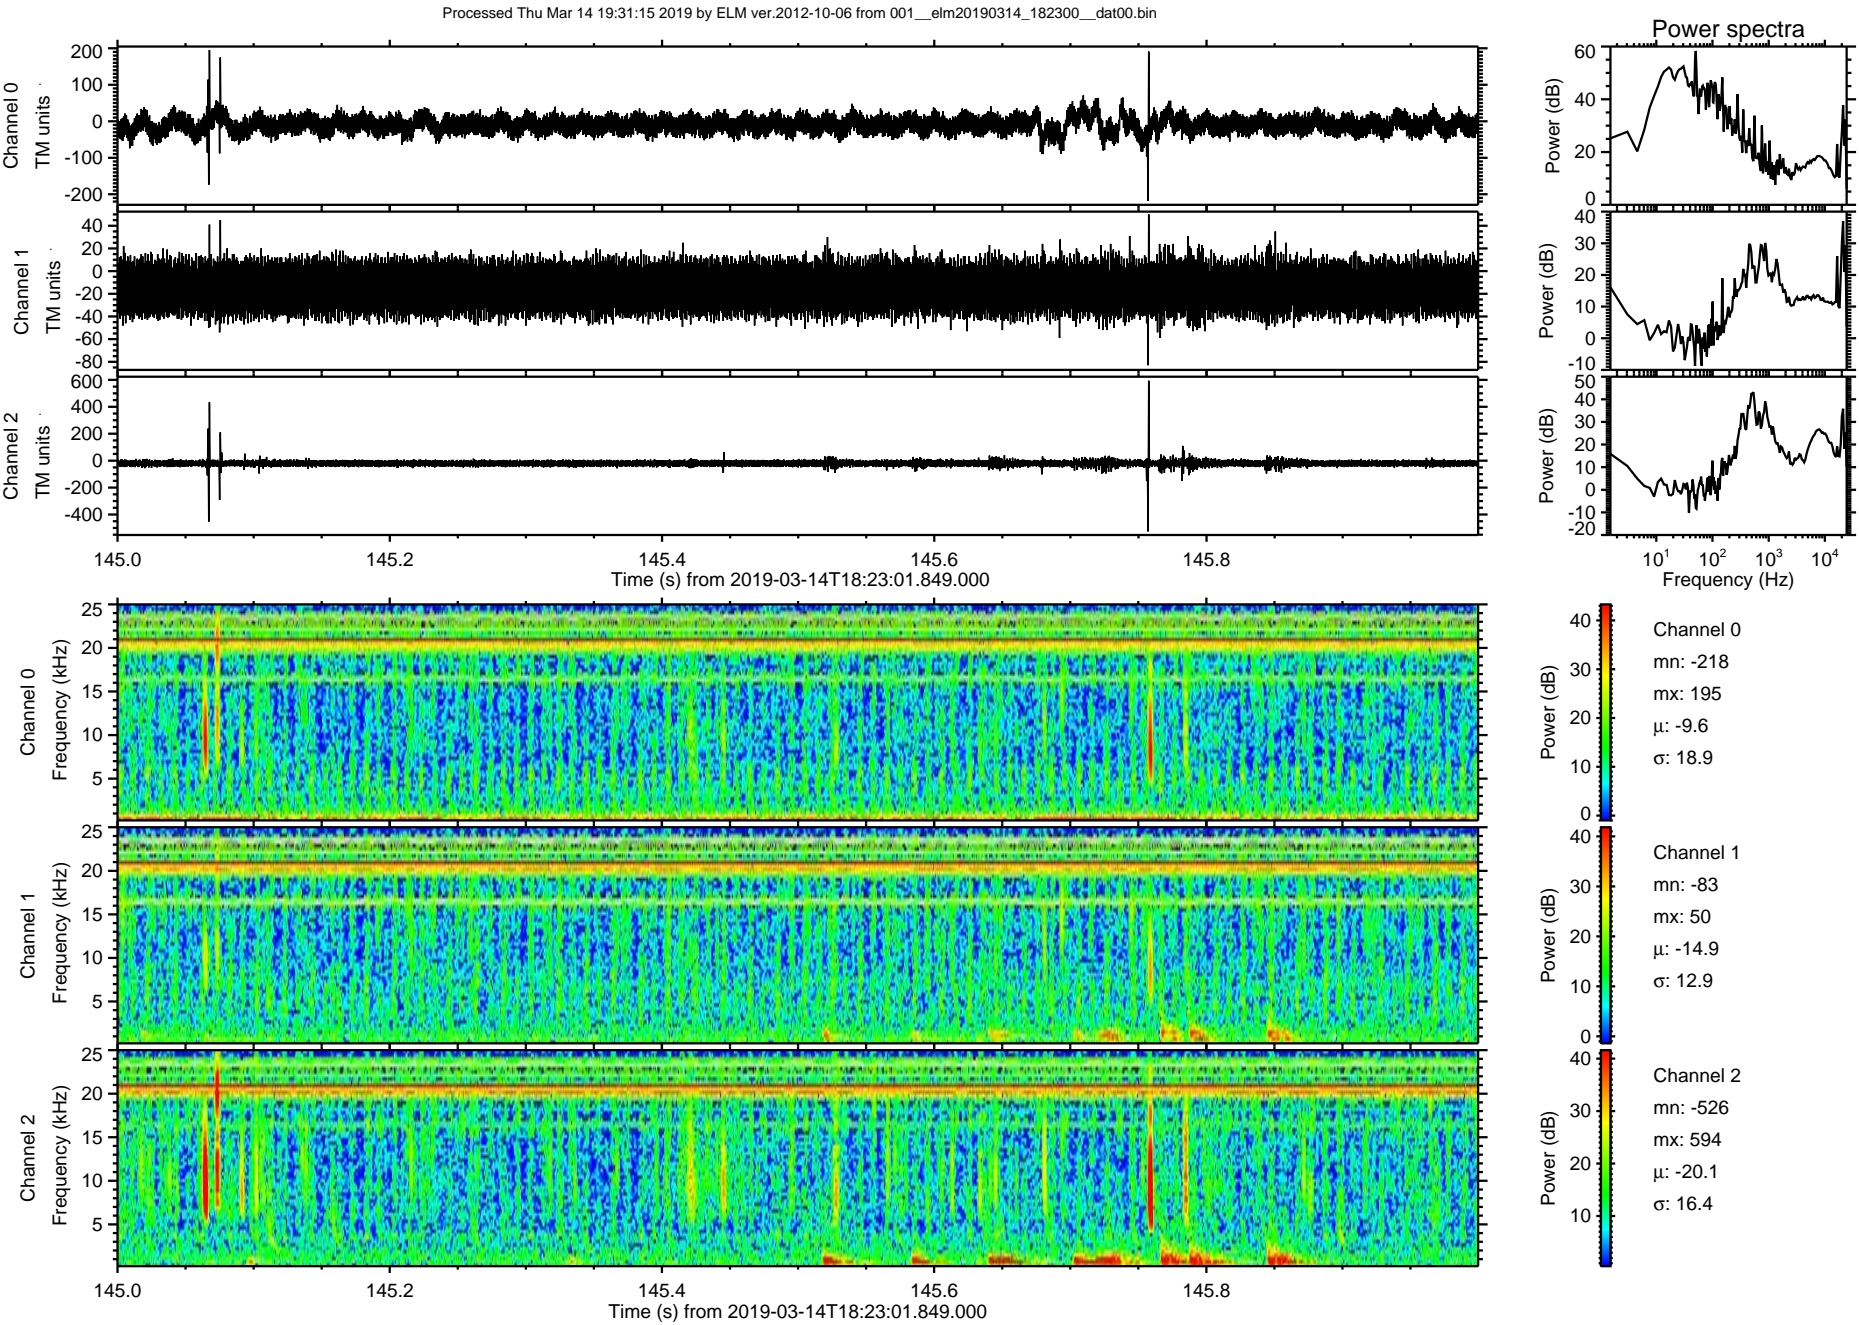 Processed Thu Mar 14 19:31:15 2019 by ELM ver.2012-10-06 from 001__elm20190314_182300__dat00.bin
Power spectra
Channel 0
TM units
200
100
0
-100
-200
Power (dB)
60
40
20
0
Channel 1
TM units
40
20
0
-20
-40
-60
-80
Power (dB)
40
30
20
10
0
-10
Channel 2
TM units
600
400
200
0
-200
-400
Power (dB)
50
40
30
20
10
0
-10
-20
145.0 145.2 145.4 145.6 145.8
Time (s) from 2019-03-14T18:23:01.849.000
10¹ 10² 10³ 10⁴
Frequency (Hz)
Channel 0
Frequency (kHz)
25
20
15
10
5
Power (dB)
40
30
20
10
0
Channel 0
mn: -218
mx: 195
μ: -9.6
σ: 18.9
Channel 1
Frequency (kHz)
25
20
15
10
5
Power (dB)
40
30
20
10
0
Channel 1
mn: -83
mx: 50
μ: -14.9
σ: 12.9
Channel 2
Frequency (kHz)
25
20
15
10
5
Power (dB)
40
30
20
10
Channel 2
mn: -526
mx: 594
μ: -20.1
σ: 16.4
145.0 145.2 145.4 145.6 145.8
Time (s) from 2019-03-14T18:23:01.849.000